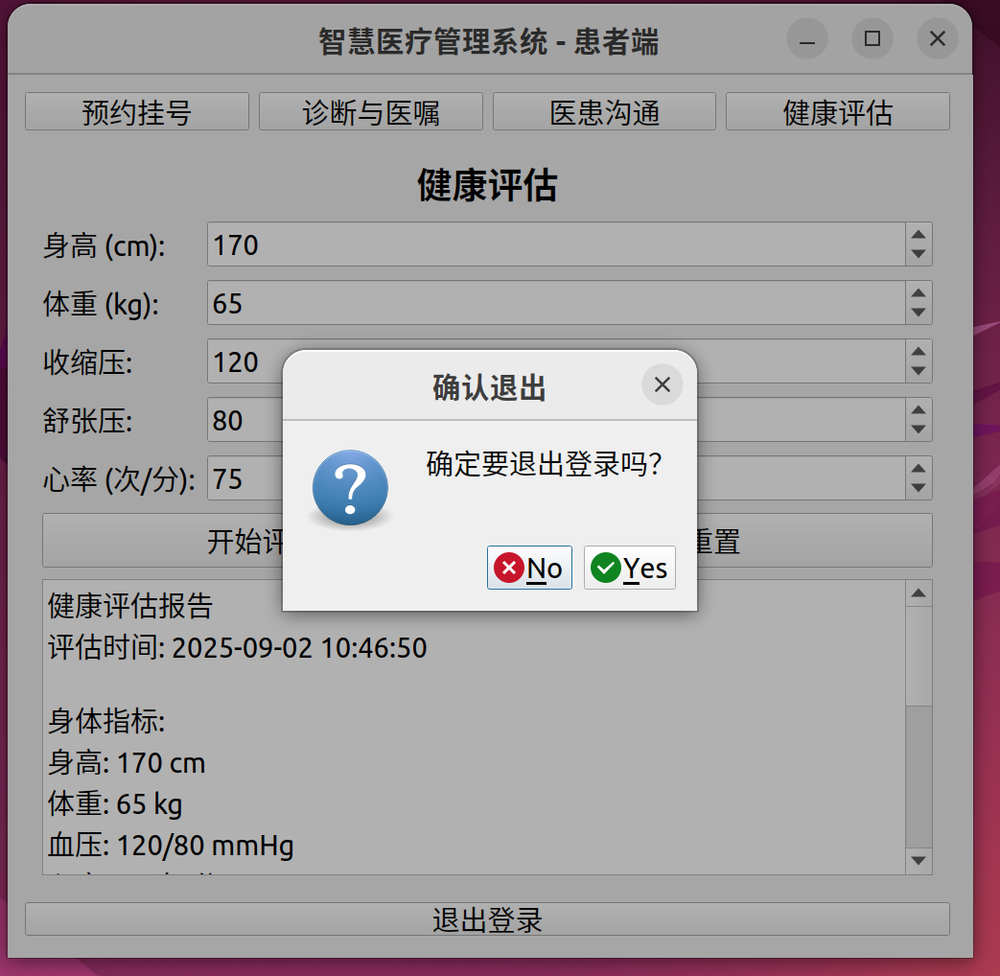 智慧医疗管理系统 - 患者端
预约挂号 诊断与医嘱 医患沟通 健康评估
健康评估
身高 (cm): 170
体重 (kg): 65
收缩压: 120
舒张压: 80
心率 (次/分): 75
确认退出
确定要退出登录吗?
No Yes
开始评 重置
健康评估报告
评估时间: 2025-09-02 10:46:50
身体指标:
身高: 170 cm
体重: 65 kg
血压: 120/80 mmHg
退出登录